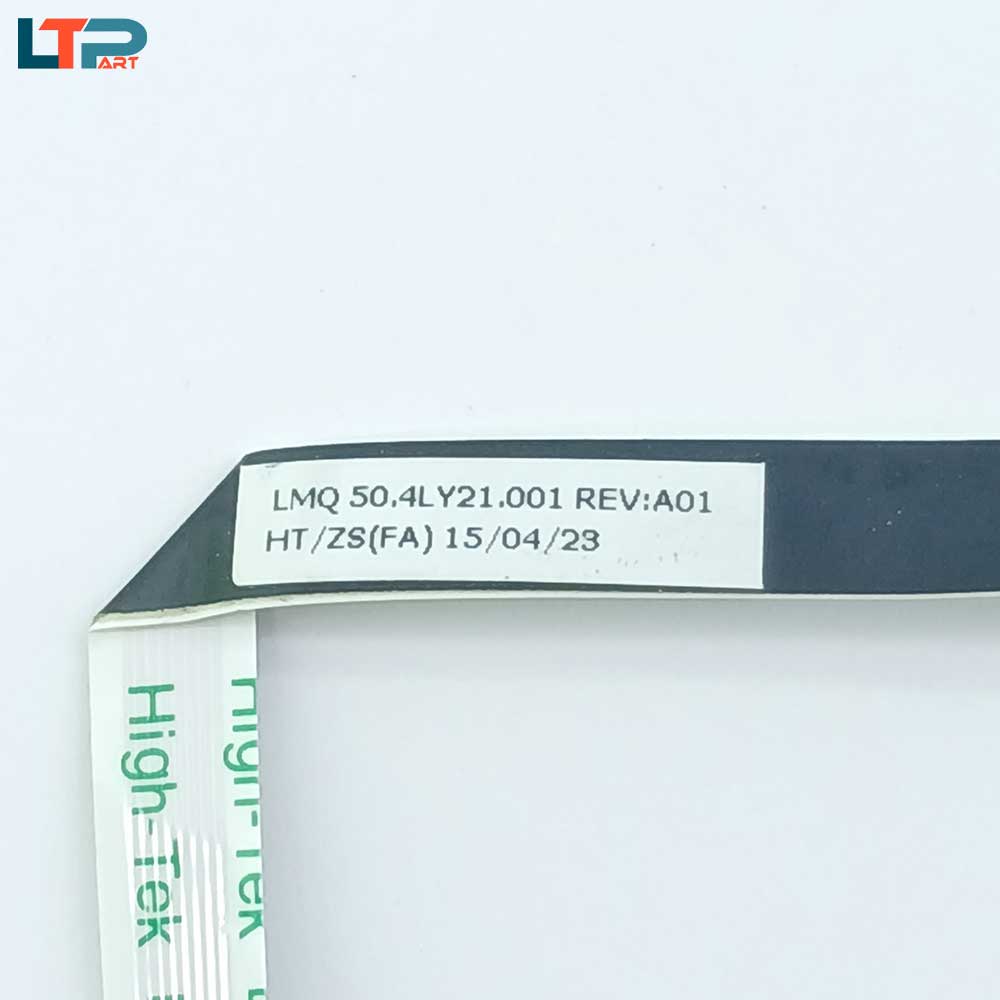 LTPART
LMQ 50.4LY21.001 REV:A01
HT/ZS(FA) 15/04/23
High-Tek
High-Tek